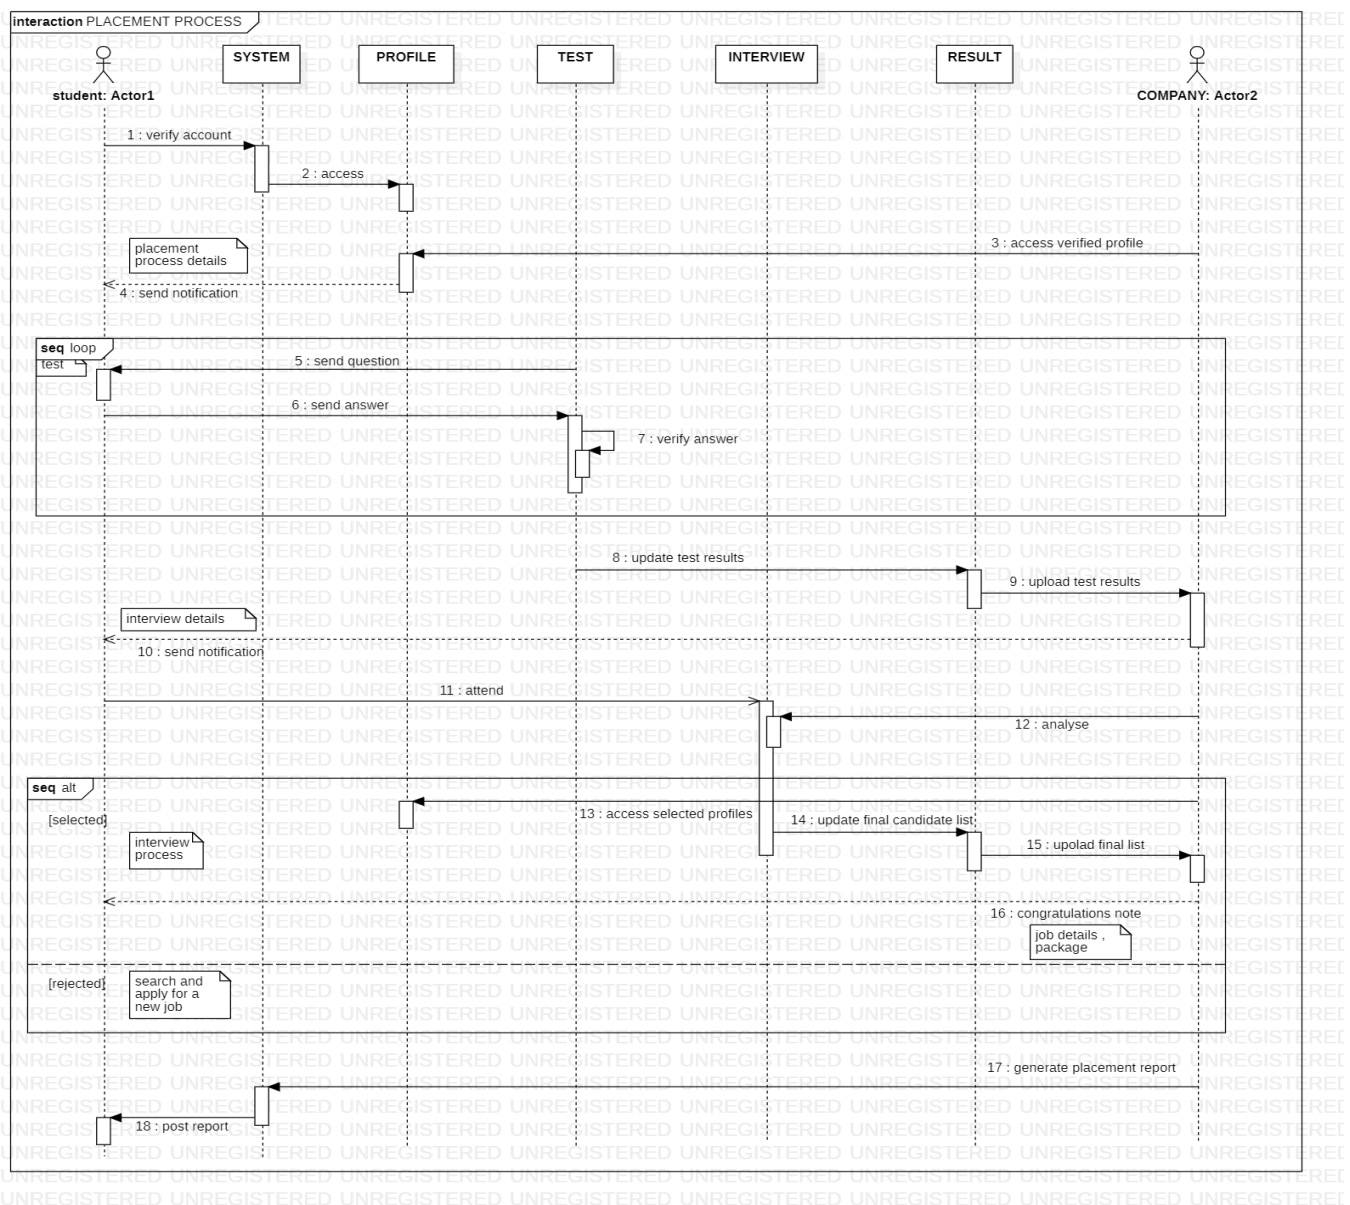 interaction PLACEMENT PROCESS
student: Actor1
SYSTEM
PROFILE
TEST
INTERVIEW
RESULT
COMPANY: Actor2
1 : verify account
2 : access
3 : access verified profile
placement
process details
4 : send notification
seq loop
test
5 : send question
6 : send answer
7 : verify answer
8 : update test results
9 : upload test results
interview details
10 : send notification
11 : attend
12 : analyse
seq alt
[selected]
13 : access selected profiles
14 : update final candidate list
interview
process
15 : upolad final list
16 : congratulations note
job details ,
package
[rejected]
search and
apply for a
new job
17 : generate placement report
18 : post report
UNREGISTERED